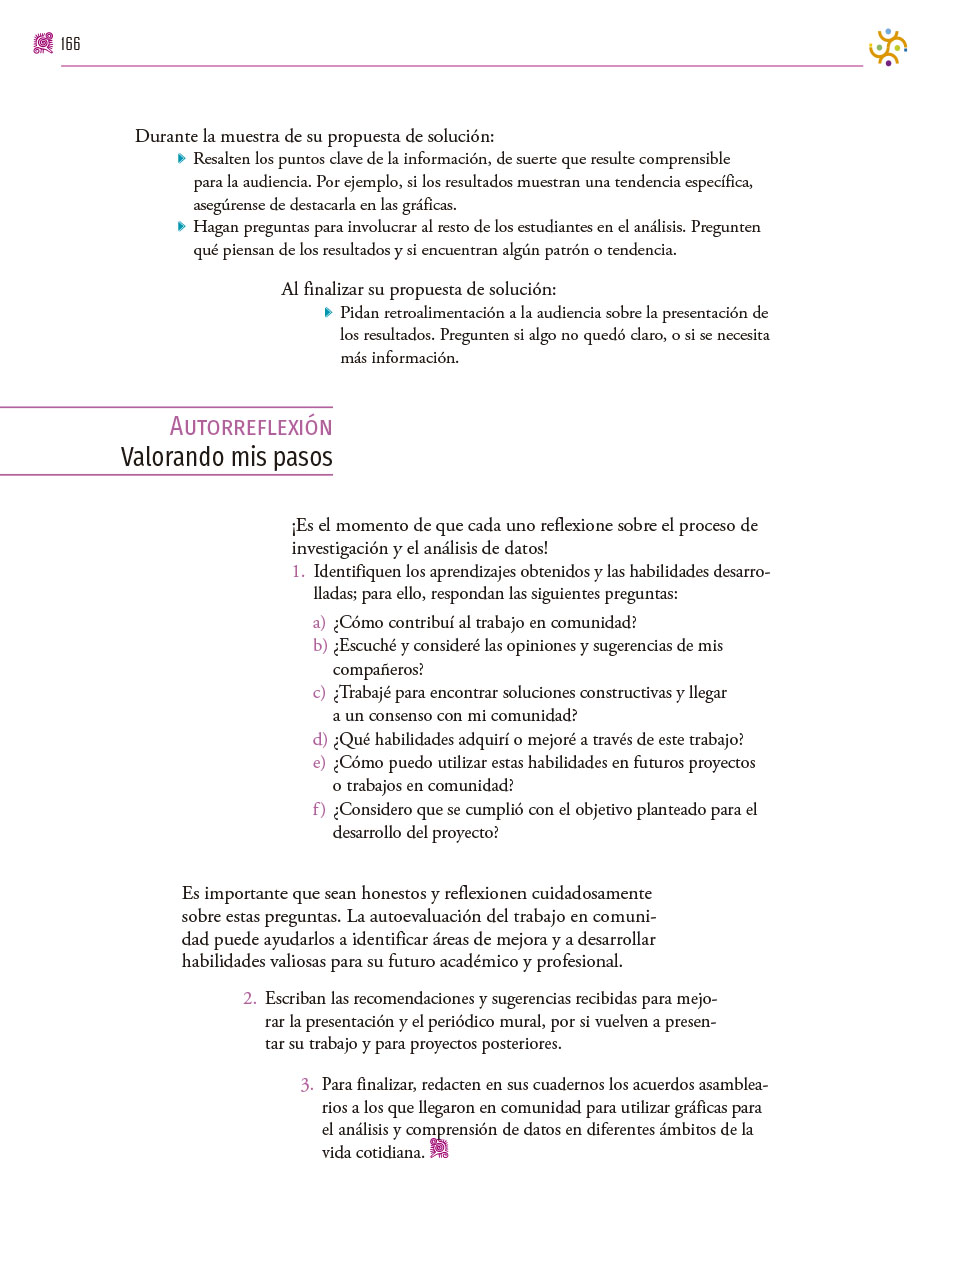 166
Durante la muestra de su propuesta de solución:
Resalten los puntos clave de la información, de suerte que resulte comprensible
para la audiencia. Por ejemplo, si los resultados muestran una tendencia específica,
asegúrense de destacarla en las gráficas.
Hagan preguntas para involucrar al resto de los estudiantes en el análisis. Pregunten
qué piensan de los resultados y si encuentran algún patrón o tendencia.
Al finalizar su propuesta de solución:
Pidan retroalimentación a la audiencia sobre la presentación de
los resultados. Pregunten si algo no quedó claro, o si se necesita
más información.
Autorreflexión
Valorando mis pasos
¡Es el momento de que cada uno reflexione sobre el proceso de
investigación y el análisis de datos!
1. Identifiquen los aprendizajes obtenidos y las habilidades desarro-
lladas; para ello, respondan las siguientes preguntas:
a) ¿Cómo contribuí al trabajo en comunidad?
b) ¿Escuché y consideré las opiniones y sugerencias de mis
compañeros?
c) ¿Trabajé para encontrar soluciones constructivas y llegar
a un consenso con mi comunidad?
d) ¿Qué habilidades adquirí o mejoré a través de este trabajo?
e) ¿Cómo puedo utilizar estas habilidades en futuros proyectos
o trabajos en comunidad?
f) ¿Considero que se cumplió con el objetivo planteado para el
desarrollo del proyecto?
Es importante que sean honestos y reflexionen cuidadosamente
sobre estas preguntas. La autoevaluación del trabajo en comuni-
dad puede ayudarlos a identificar áreas de mejora y a desarrollar
habilidades valiosas para su futuro académico y profesional.
2. Escriban las recomendaciones y sugerencias recibidas para mejo-
rar la presentación y el periódico mural, por si vuelven a presen-
tar su trabajo y para proyectos posteriores.
3. Para finalizar, redacten en sus cuadernos los acuerdos asamblea-
rios a los que llegaron en comunidad para utilizar gráficas para
el análisis y comprensión de datos en diferentes ámbitos de la
vida cotidiana.